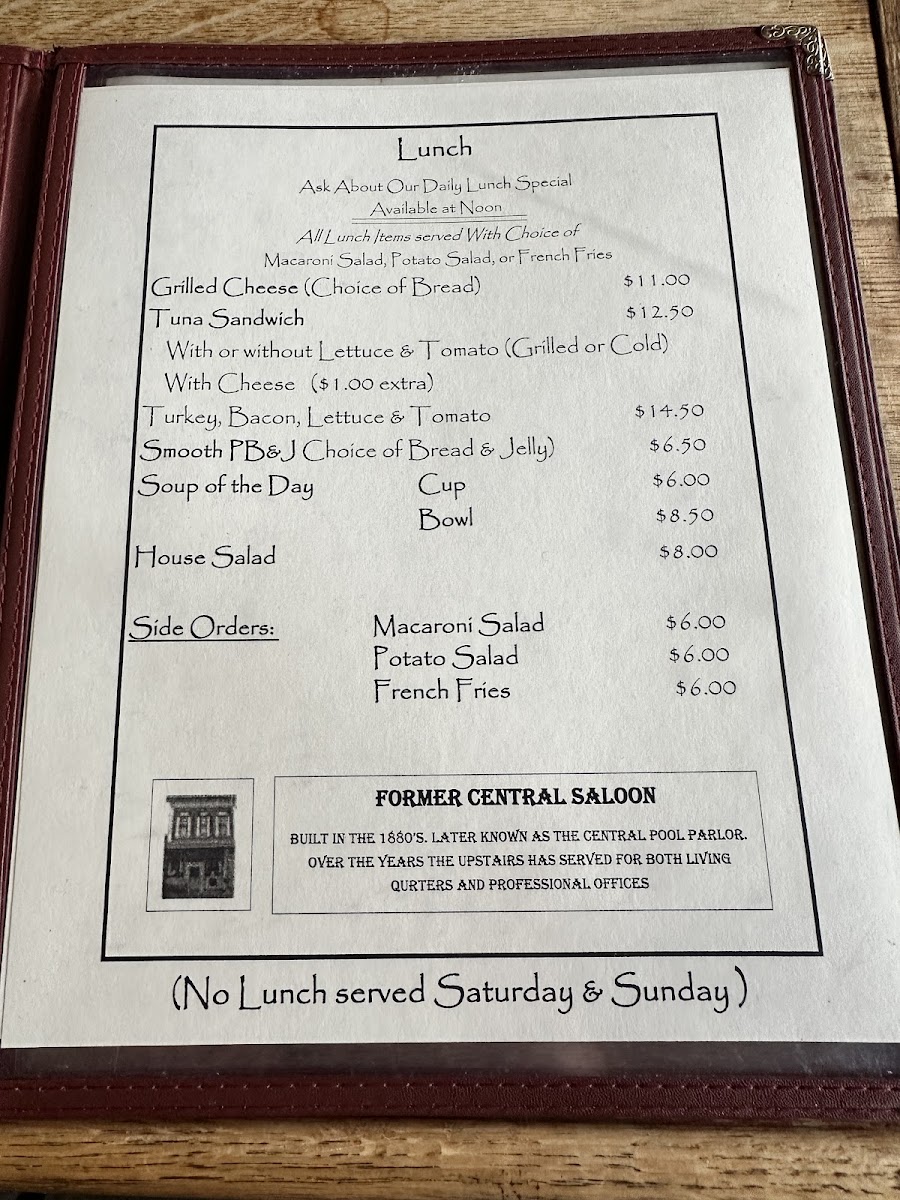 Lunch
Ask About Our Daily Lunch Special
Available at Noon
All Lunch Items served With Choice of
Macaroni Salad, Potato Salad, or French Fries
Grilled Cheese (Choice of Bread) $11.00
Tuna Sandwich $12.50
With or without Lettuce & Tomato (Grilled or Cold)
With Cheese ($1.00 extra)
Turkey, Bacon, Lettuce & Tomato $14.50
Smooth PB&J Choice of Bread & Jelly) $6.50
Soup of the Day Cup $6.00
Bowl $8.50
House Salad $8.00
Side Orders: Macaroni Salad $6.00
Potato Salad $6.00
French Fries $6.00
FORMER CENTRAL SALOON
BUILT IN THE 1880'S. LATER KNOWN AS THE CENTRAL POOL PARLOR.
OVER THE YEARS THE UPSTAIRS HAS SERVED FOR BOTH LIVING
QURTERS AND PROFESSIONAL OFFICES
(No Lunch served Saturday & Sunday)